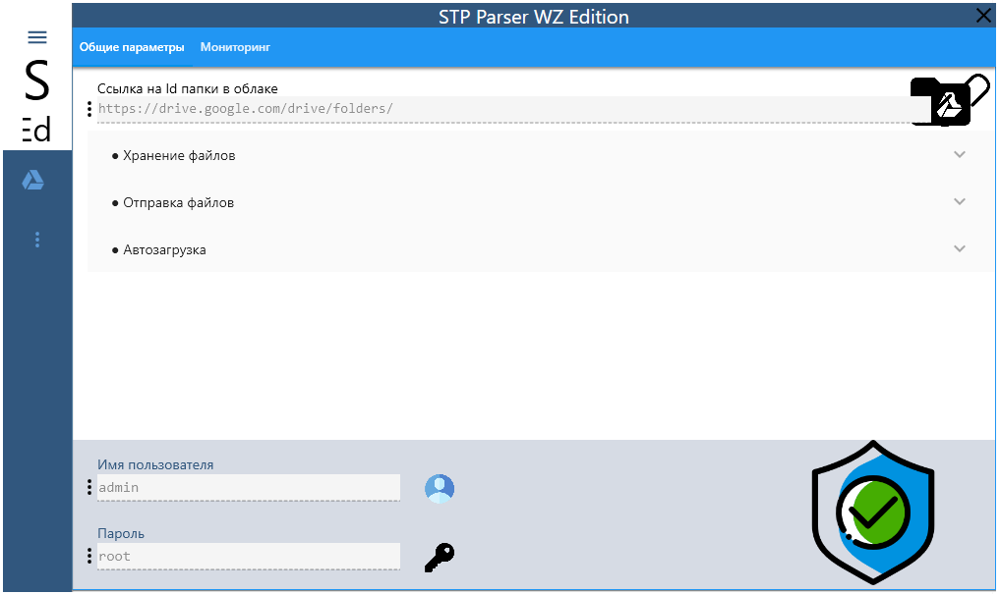 STP Parser WZ Edition
S
Ed
Общие параметры Мониторинг
Ссылка на Id папки в облаке
https://drive.google.com/drive/folders/
● Хранение файлов
● Отправка файлов
● Автозагрузка
Имя пользователя
admin
Пароль
root